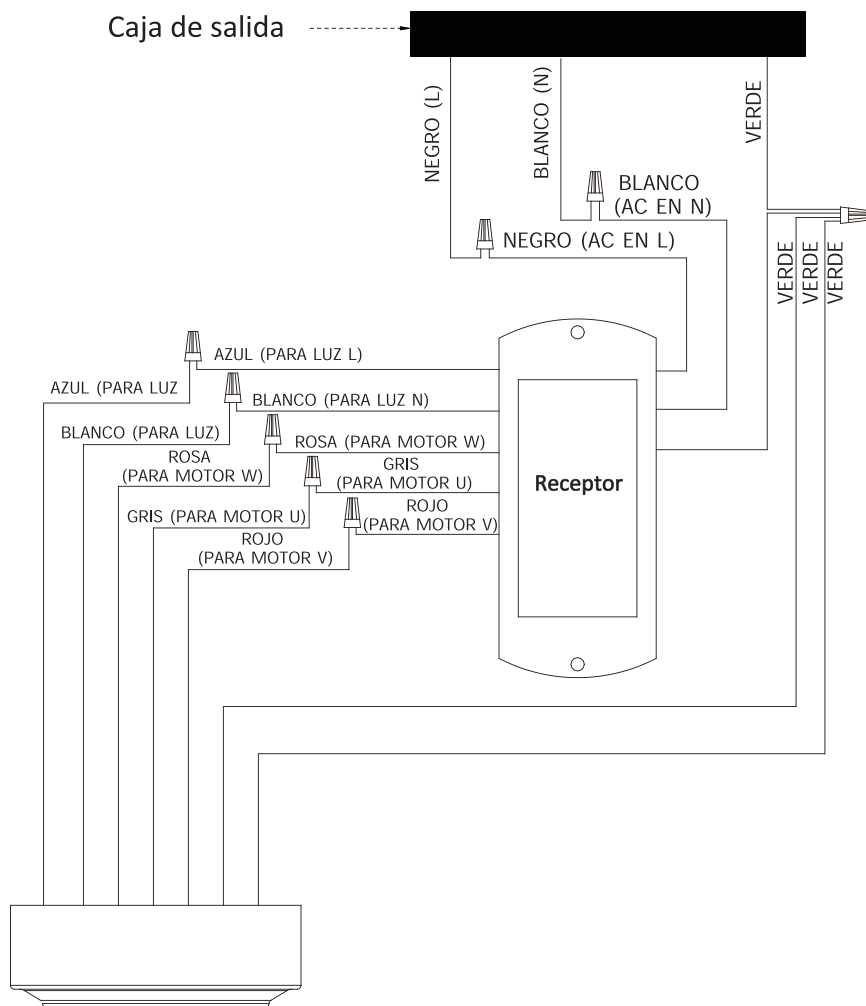 Caja de salida
NEGRO (L)
BLANCO (N)
VERDE
BLANCO
(AC EN N)
NEGRO (AC EN L)
VERDE
VERDE
VERDE
AZUL (PARA LUZ L)
AZUL (PARA LUZ
BLANCO (PARA LUZ N)
BLANCO (PARA LUZ)
ROSA (PARA MOTOR W)
ROSA
(PARA MOTOR W)
GRIS
(PARA MOTOR U)
GRIS (PARA MOTOR U)
ROJO
(PARA MOTOR V)
ROJO
(PARA MOTOR V)
Receptor